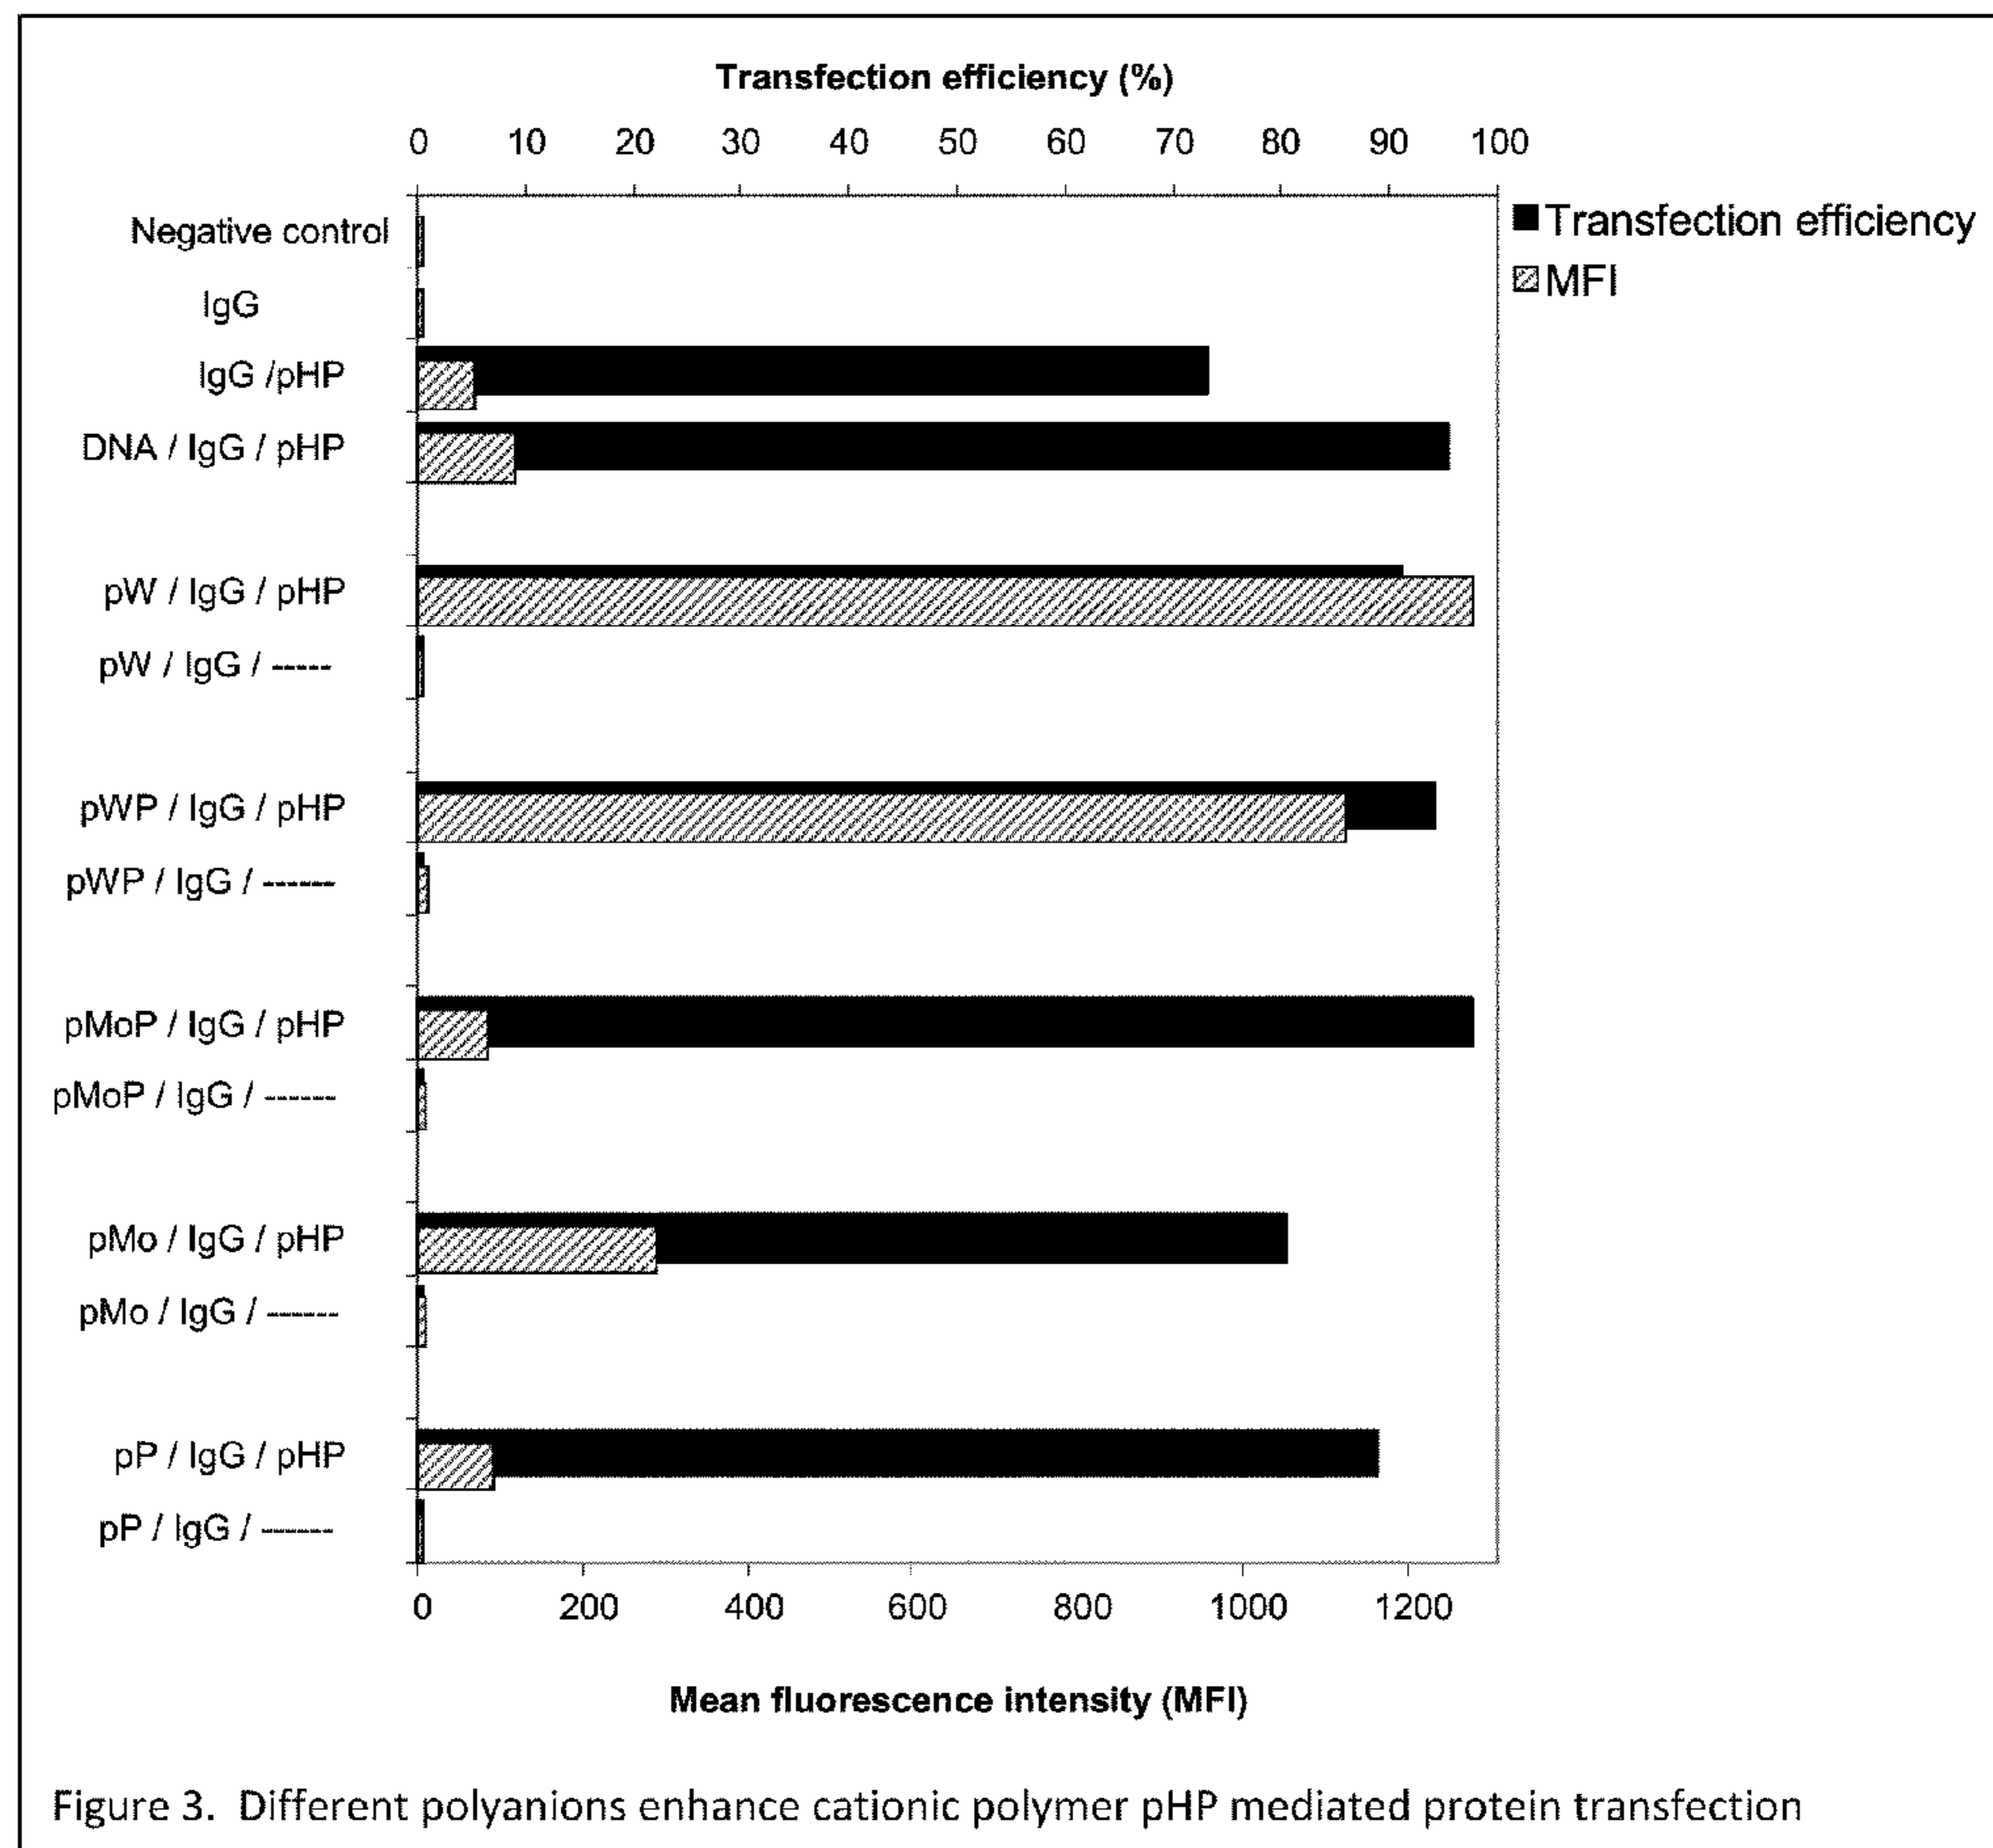 Transfection efficiency (%)
0 10 20 30 40 50 60 70 80 90 100
Transfection efficiency
MFI
Negative control
IgG
IgG /pHP
DNA / IgG / pHP
pW / IgG / pHP
pW / IgG / -----
pWP / IgG / pHP
pWP / IgG / ------
pMoP / IgG / pHP
pMoP / IgG / ------
pMo / IgG / pHP
pMo / IgG / ------
pP / IgG / pHP
pP / IgG / ------
0 200 400 600 800 1000 1200
Mean fluorescence intensity (MFI)
Figure 3. Different polyanions enhance cationic polymer pHP mediated protein transfection